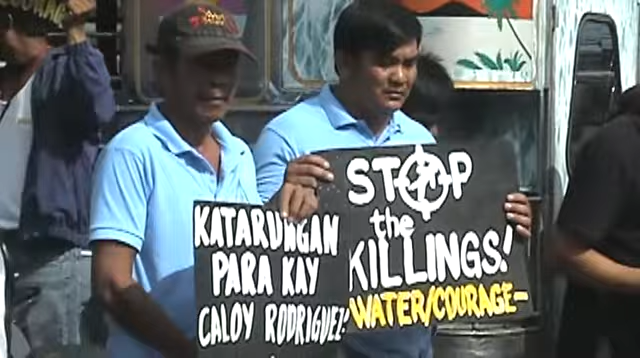 KATARUNGAN
PARA KAY
CALOY RODRIGUEZ!
STOP
the
KILLINGS!
WATER/COURAGE-